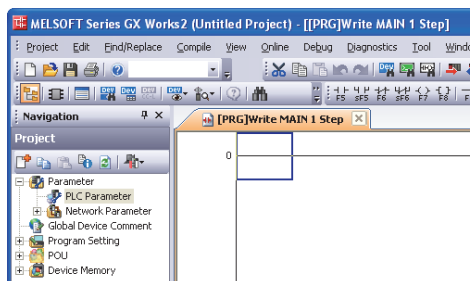 MELSOFT Series GX Works2 (Untitled Project) - [[PRG]Write MAIN 1 Step]
Project Edit Find/Replace Compile View Online Debug Diagnostics Tool Windo
F5 sF5 F6 sF6 F7 F8 F
Navigation
[PRG]Write MAIN 1 Step
Project
0
Parameter
PLC Parameter
Network Parameter
Global Device Comment
Program Setting
POU
Device Memory